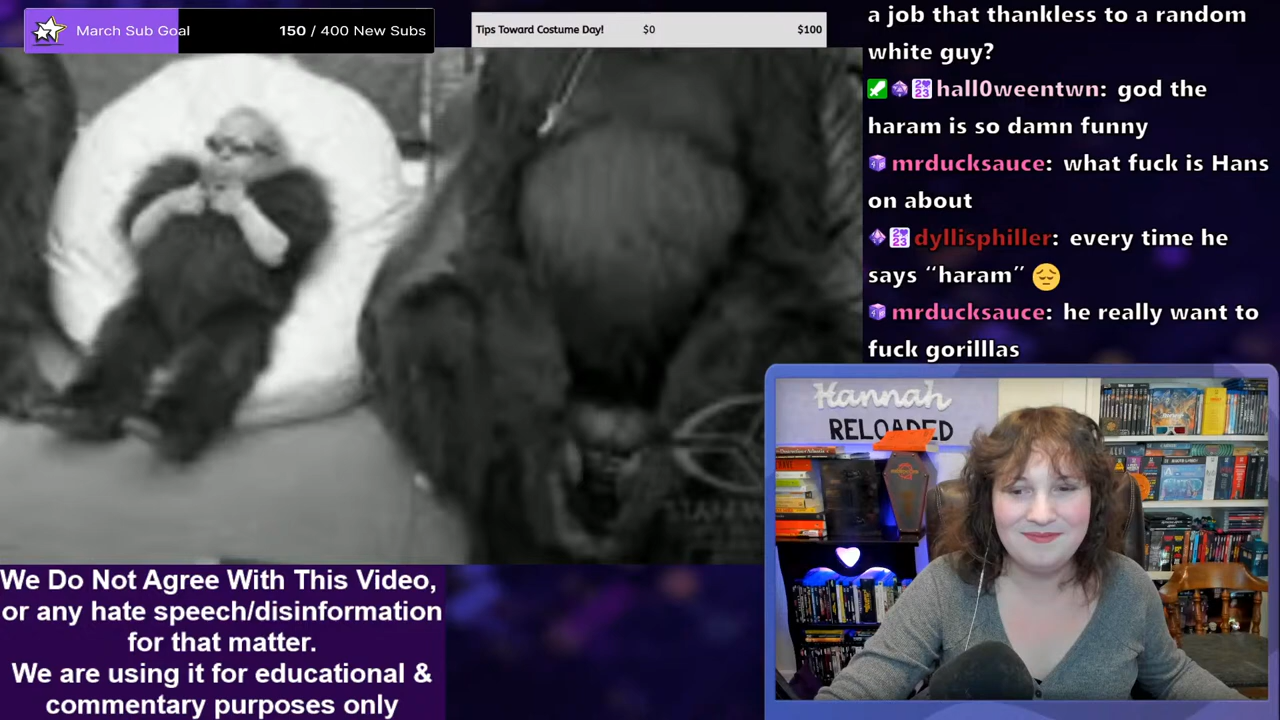 March Sub Goal
150 / 400 New Subs
Tips Toward Costume Day!
$0
$100
a job that thankless to a random
white guy?
hall0weentwn: god the
haram is so damn funny
mrducksauce: what fuck is Hans
on about
dyllisphiller: every time he
says “haram” 😔
mrducksauce: he really want to
fuck gorilllas
Hannah
RELOADED
We Do Not Agree With This Video,
or any hate speech/disinformation
for that matter.
We are using it for educational &
commentary purposes only